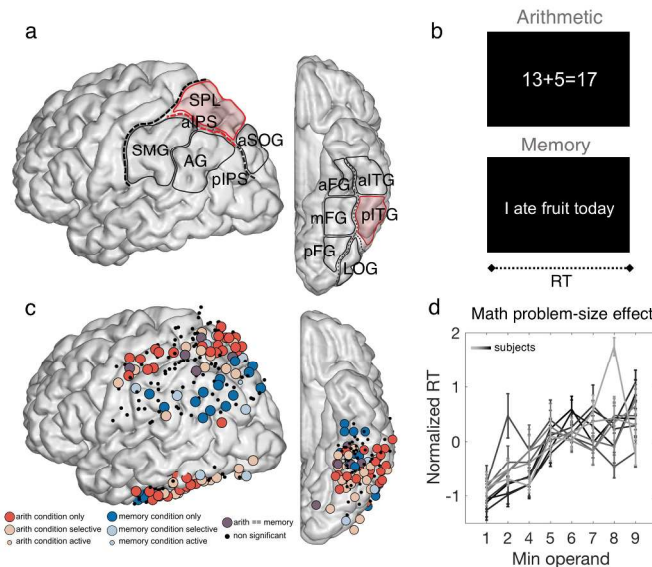 a
SPL
aIPS
aSOG
SMG
AG
pIPS
aFG
aITG
mFG
pITG
pFG
LOG
b
Arithmetic
13+5=17
Memory
I ate fruit today
RT
c
arith condition only
memory condition only
arith == memory
arith condition selective
memory condition selective
non significant
arith condition active
memory condition active
d
Math problem-size effect
subjects
2
1
0
-1
Normalized RT
1 2 4 5 6 7 8 9
Min operand